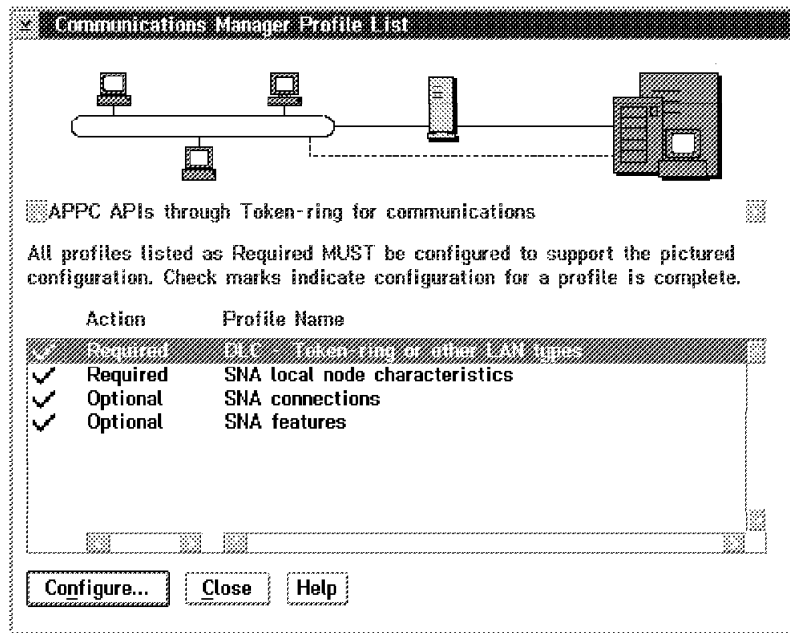 Communications Manager Profile List
APPC APIs through Token-ring for communications
All profiles listed as Required MUST be configured to support the pictured
configuration. Check marks indicate configuration for a profile is complete.
Action Profile Name
Required DLC - Token-ring or other LAN types
Required SNA local node characteristics
Optional SNA connections
Optional SNA features
Configure... Close Help